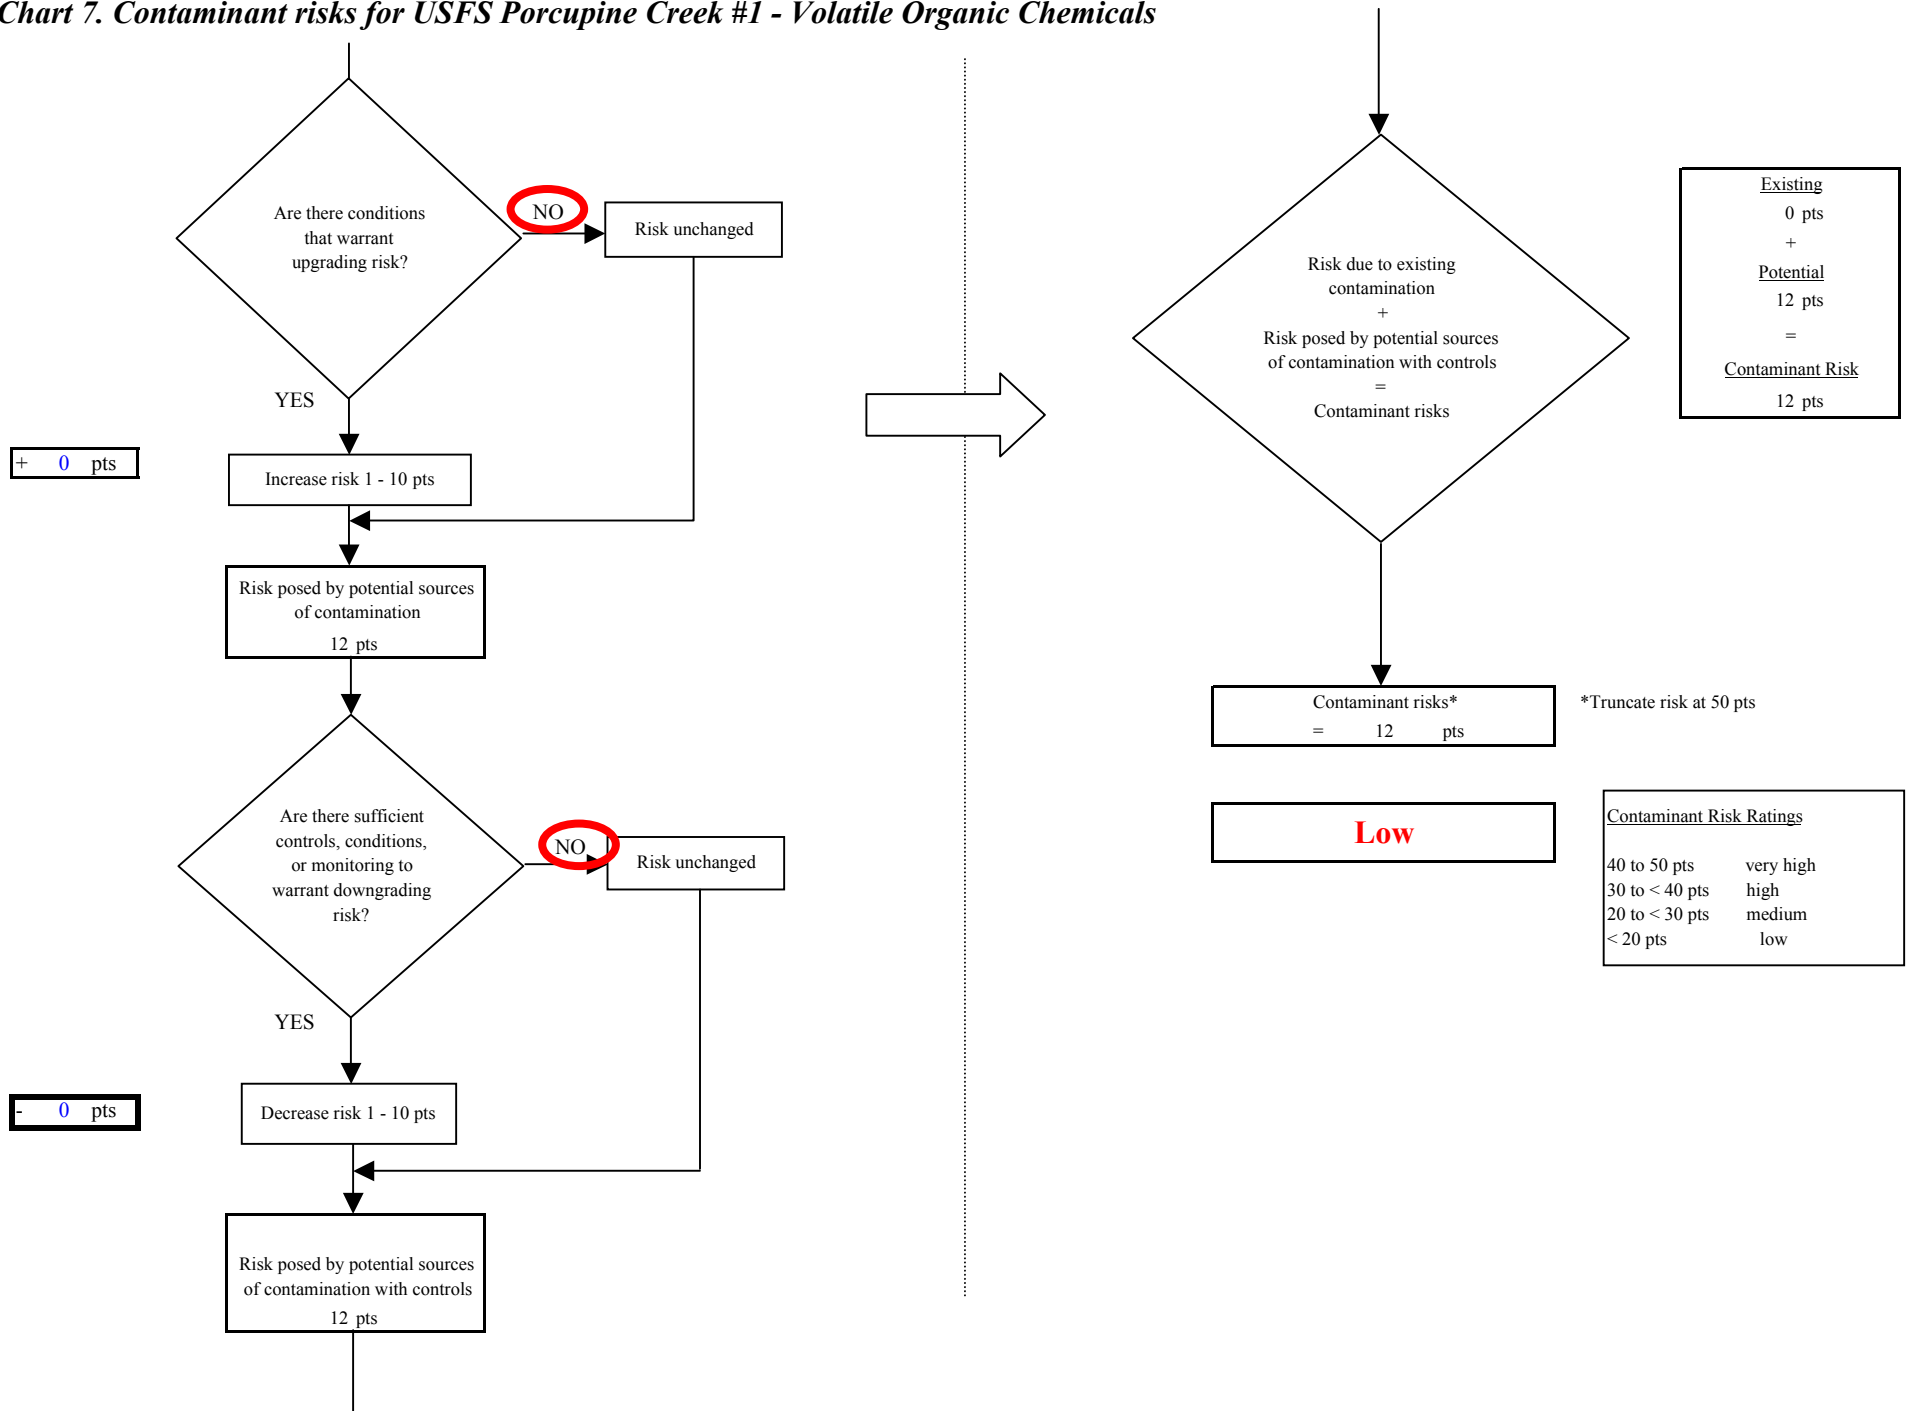 Chart 7. Contaminant risks for USFS Porcupine Creek #1 - Volatile Organic Chemicals
Are there conditions
that warrant
upgrading risk?
NO
Risk unchanged
YES
+ 0 pts
Increase risk 1 - 10 pts
Risk posed by potential sources
of contamination
12 pts
Are there sufficient
controls, conditions,
or monitoring to
warrant downgrading
risk?
NO
Risk unchanged
YES
- 0 pts
Decrease risk 1 - 10 pts
Risk posed by potential sources
of contamination with controls
12 pts
Risk due to existing
contamination
+
Risk posed by potential sources
of contamination with controls
=
Contaminant risks
Existing
0 pts
+
Potential
12 pts
=
Contaminant Risk
12 pts
Contaminant risks*
= 12 pts
*Truncate risk at 50 pts
Low
Contaminant Risk Ratings
40 to 50 pts very high
30 to < 40 pts high
20 to < 30 pts medium
< 20 pts low